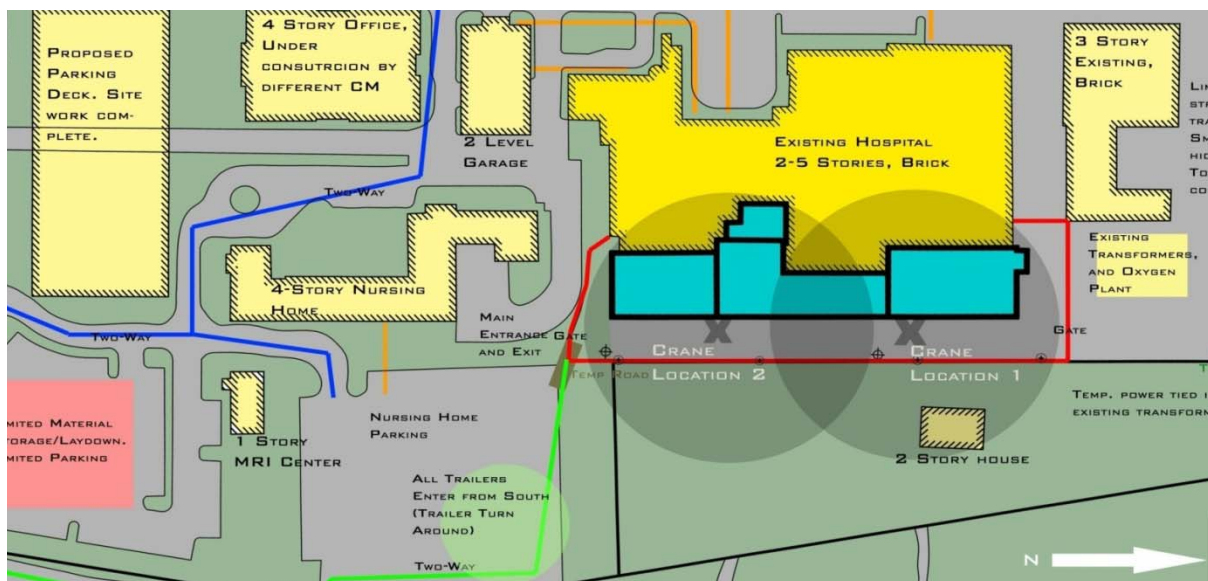 Proposed
Parking
Deck. Site
work com-
plete.
4 Story Office,
Under
consutrcion by
different CM
2 Level
Garage
Existing Hospital
2-5 Stories, Brick
3 Story
Existing,
Brick
Two-Way
4-Story Nursing
Home
Existing
Transformers,
and Oxygen
Plant
Two-Way
Main
Entrance
and Exit
Gate
Gate
Temp Road
X
Crane
Location 2
X
Crane
Location 1
Temp. power tied i
existing transfor
Nursing Home
Parking
1 Story
MRI Center
2 Story house
mited Material
torage/Laydown.
mited Parking
All Trailers
Enter from South
(Trailer Turn
Around)
Two-Way
N